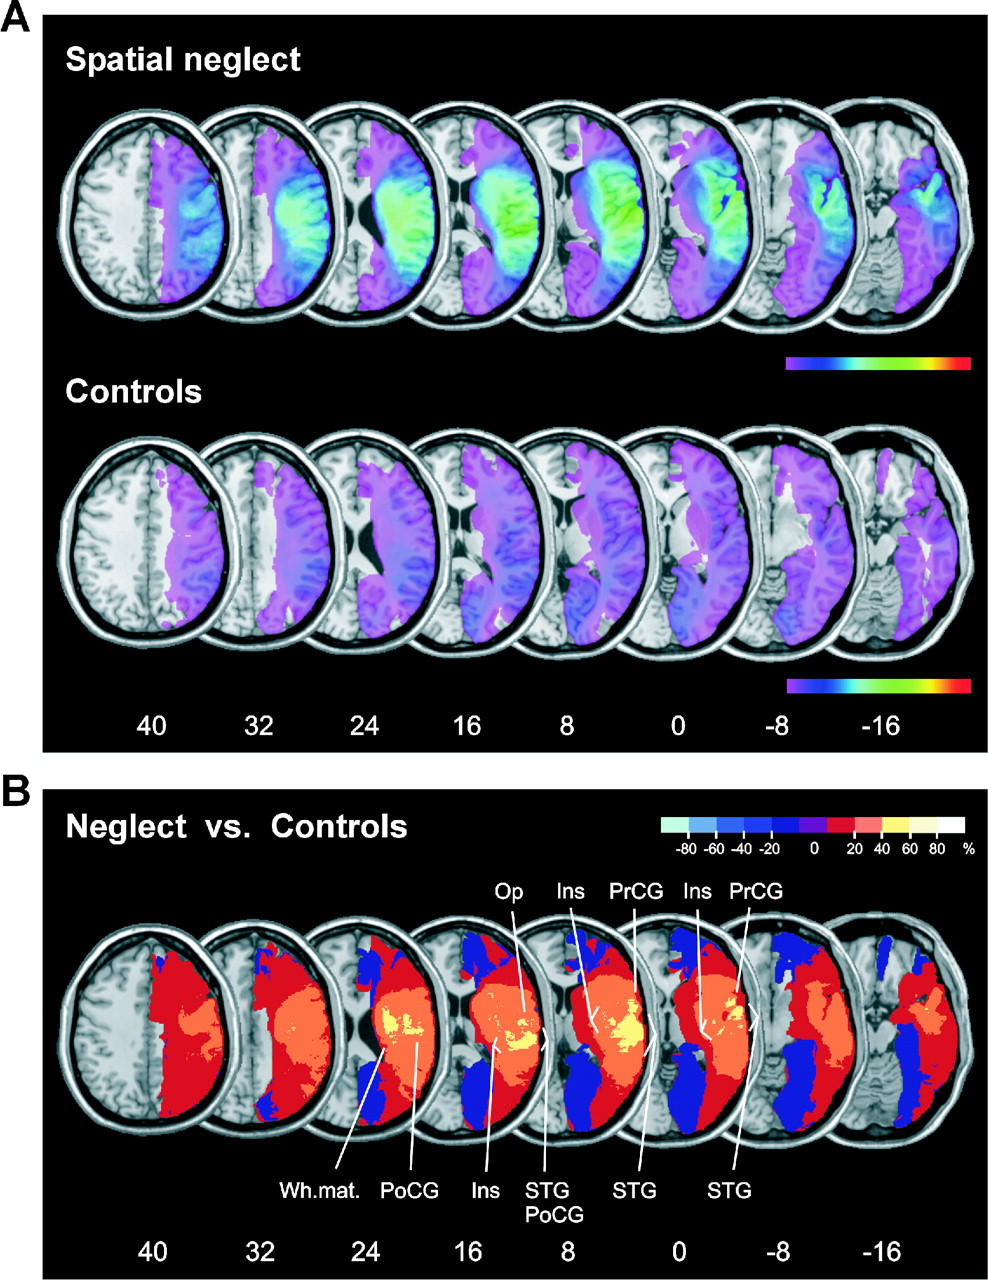 A
Spatial neglect
Controls
40 32 24 16 8 0 -8 -16
B
Neglect vs. Controls
-80 -60 -40 -20 0 20 40 60 80 %
Op Ins PrCG Ins PrCG
Wh.mat. PoCG Ins STG STG STG
PoCG
40 32 24 16 8 0 -8 -16